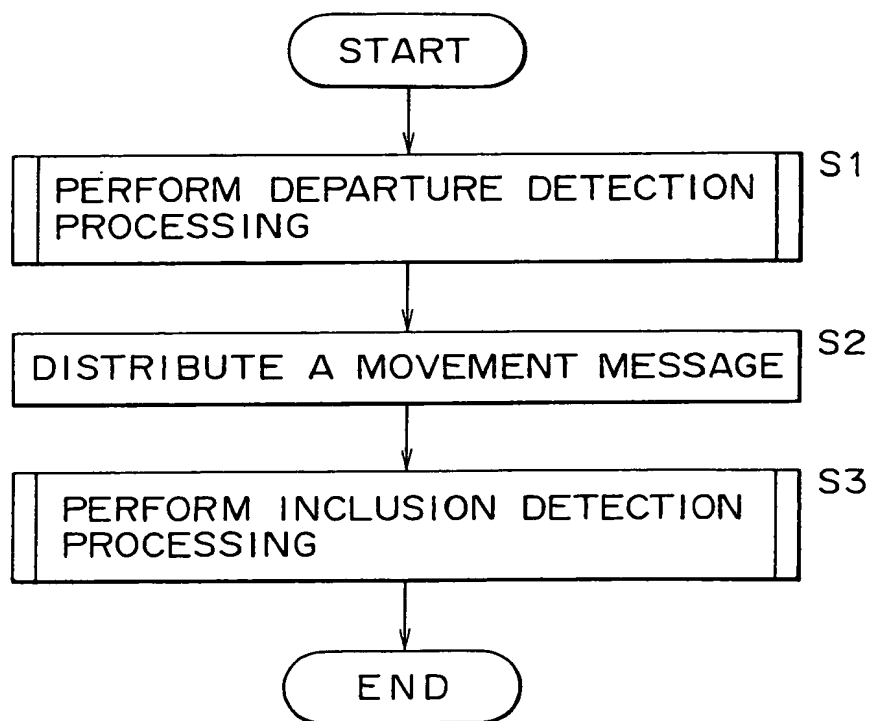 START
S1
PERFORM DEPARTURE DETECTION
PROCESSING
S2
DISTRIBUTE A MOVEMENT MESSAGE
S3
PERFORM INCLUSION DETECTION
PROCESSING
END